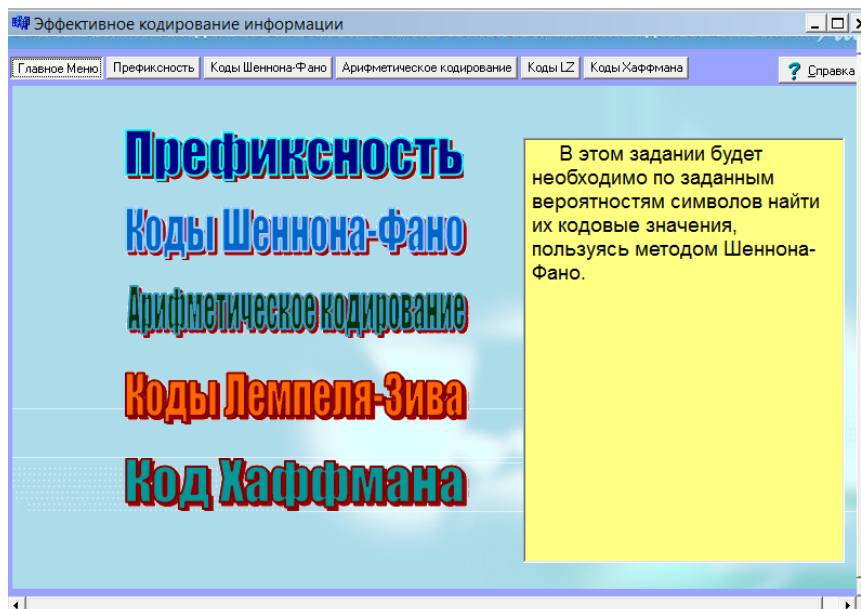 Эффективное кодирование информации
Главное Меню Префиксность Коды Шеннона-Фано Арифметическое кодирование Коды LZ Коды Хаффмана ? Справка
Префиксность
Коды Шеннона-Фано
Арифметическое кодирование
Коды Лемпеля-Зива
Код Хаффмана
В этом задании будет
необходимо по заданным
вероятностям символов найти
их кодовые значения,
пользуясь методом Шеннона-
Фано.